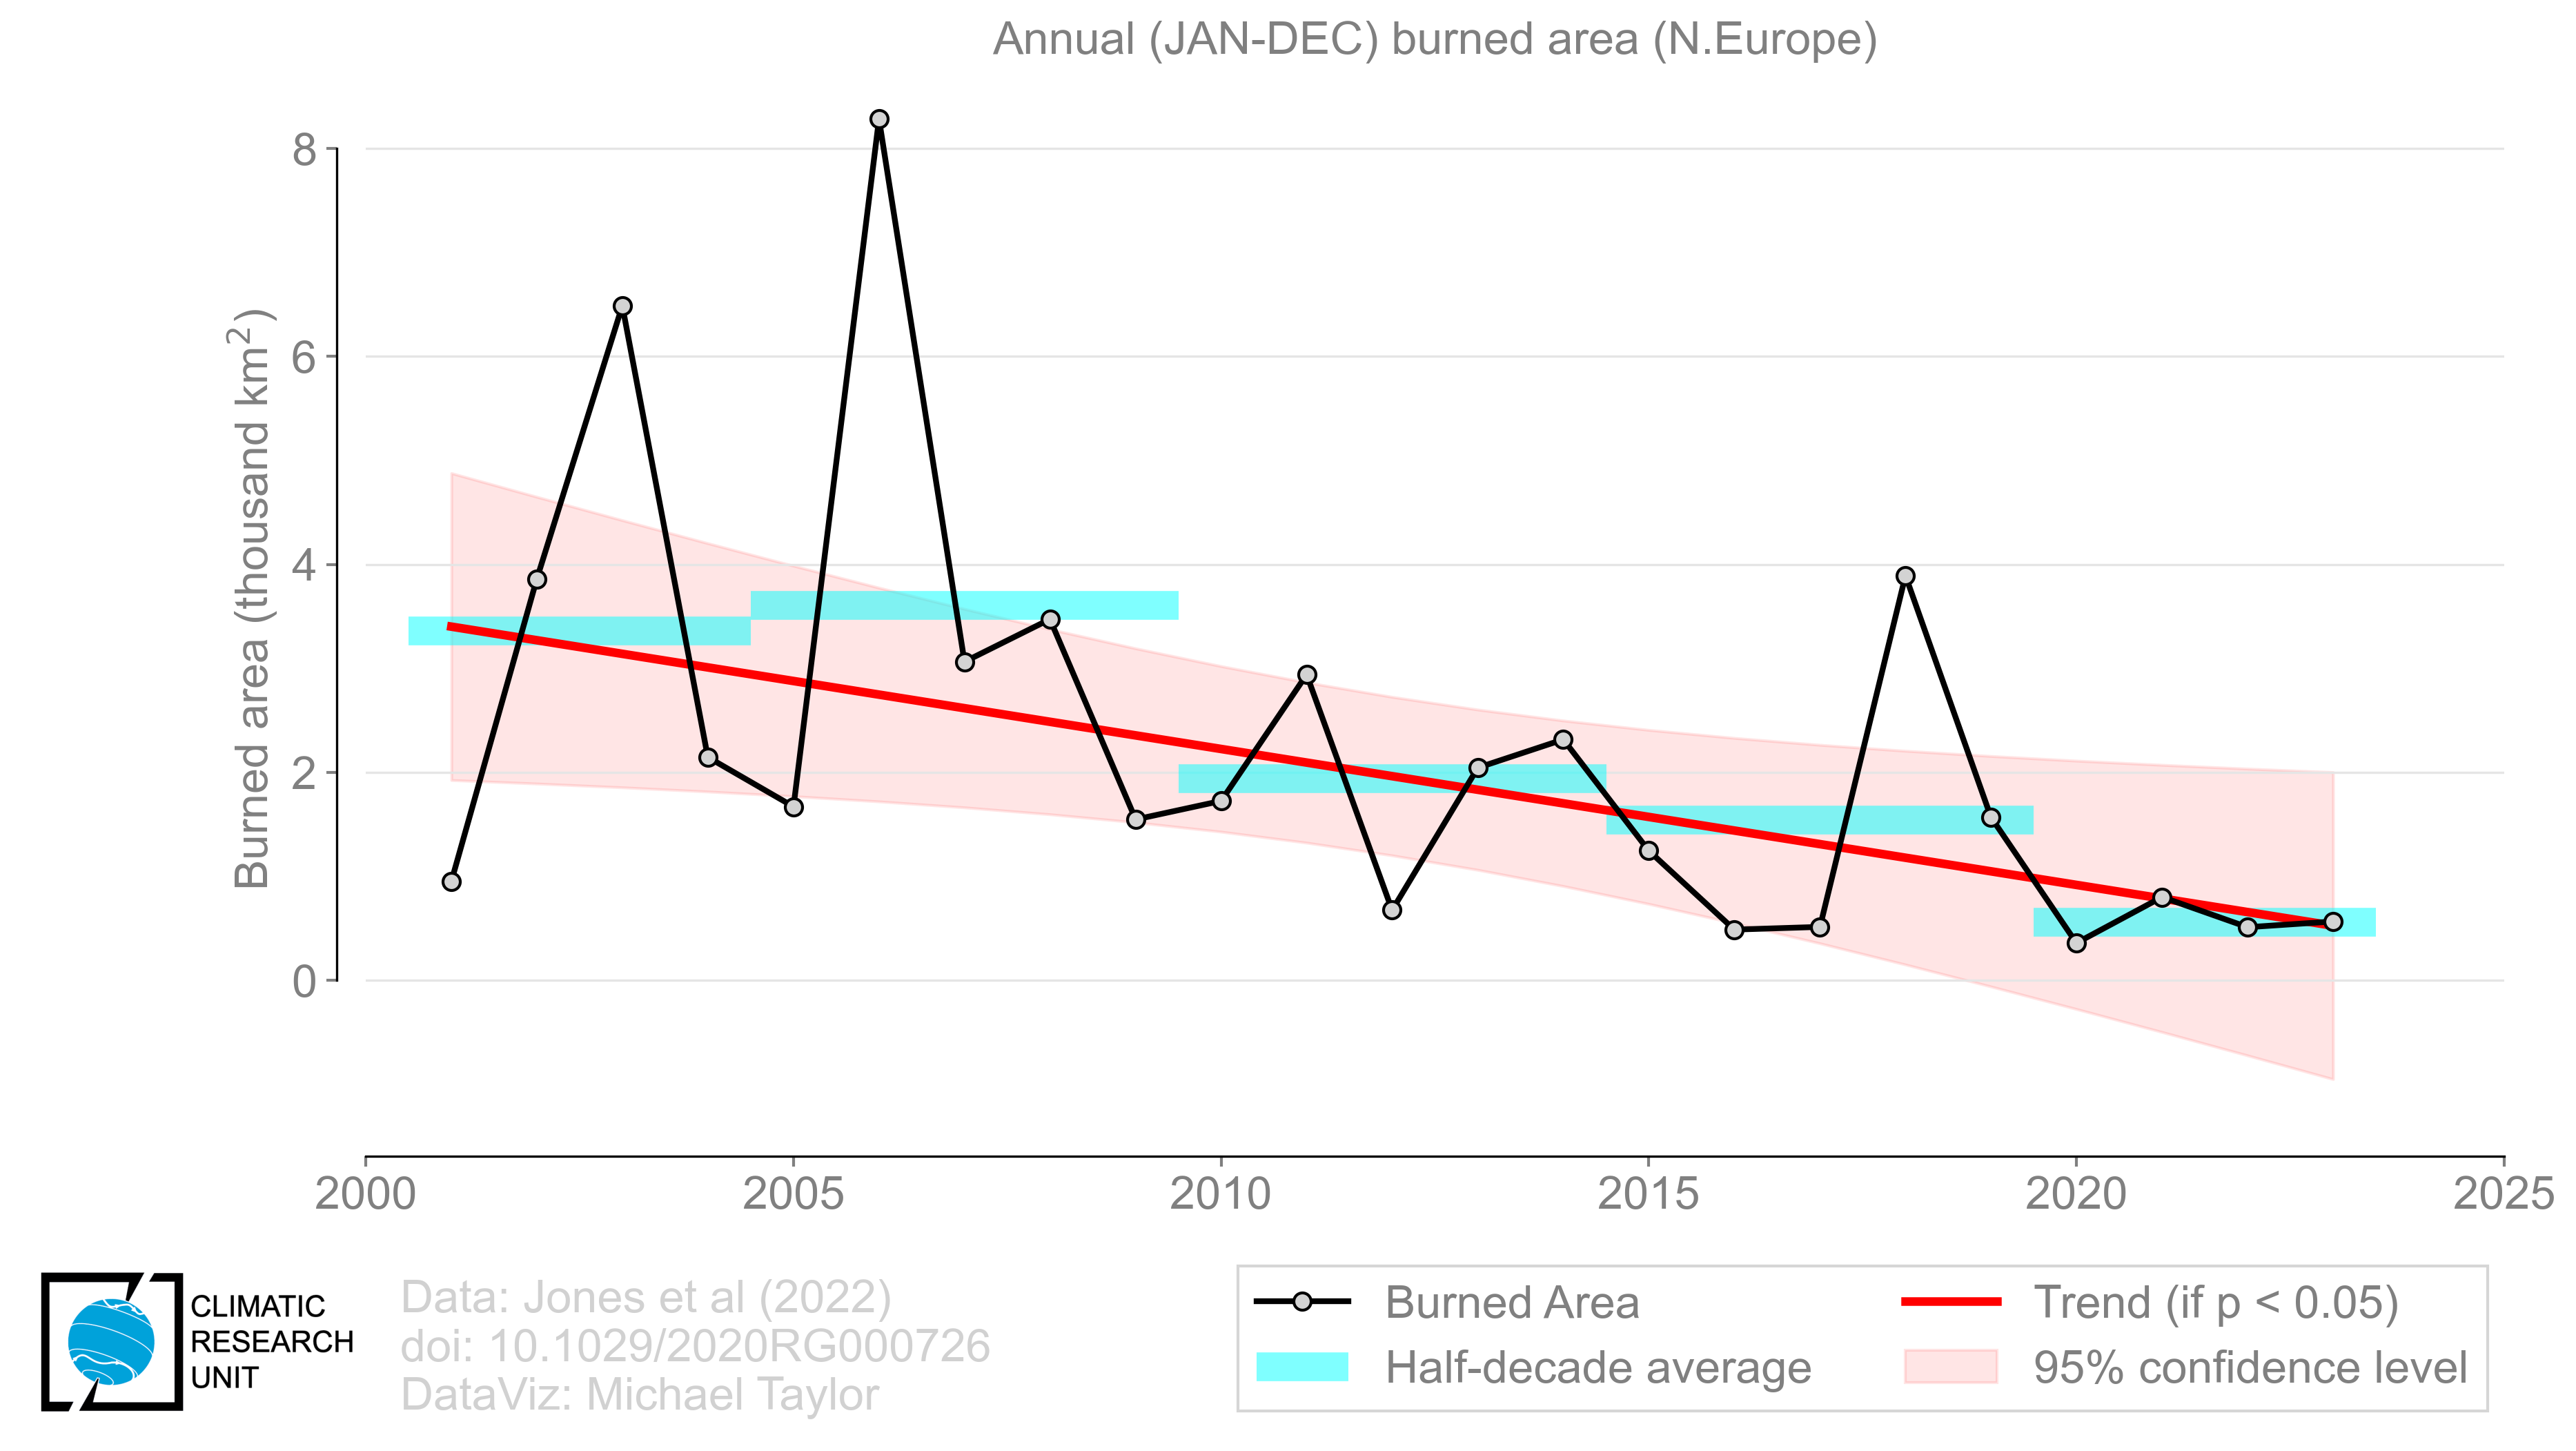 Annual (JAN-DEC) burned area (N.Europe)
Burned area (thousand km²)
8
6
4
2
0
2000 2005 2010 2015 2020 2025
CLIMATIC
RESEARCH
UNIT
Data: Jones et al (2022)
doi: 10.1029/2020RG000726
DataViz: Michael Taylor
Burned Area
Half-decade average
Trend (if p < 0.05)
95% confidence level